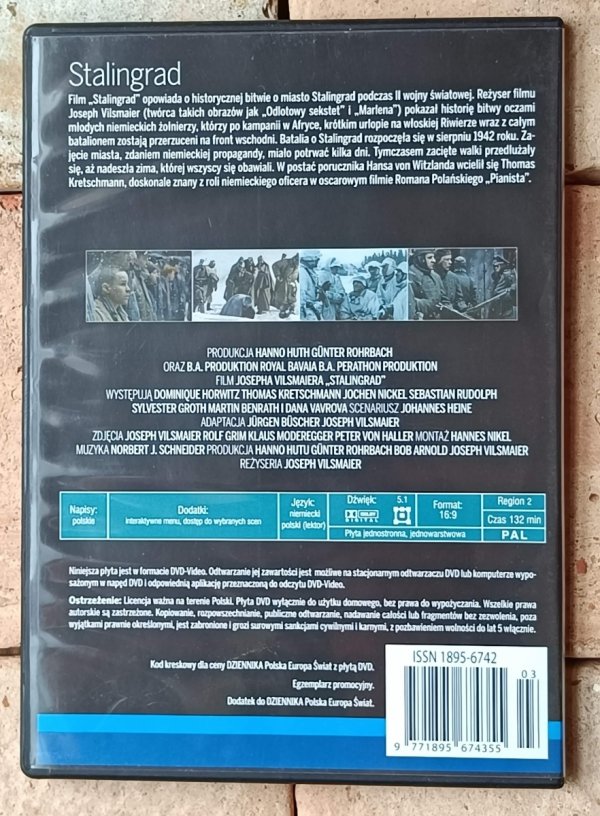 Stalingrad
Film „Stalingrad” opowiada o historycznej bitwie o miasto Stalingrad podczas II wojny światowej. Reżyser filmu
Joseph Vilsmaier (twórca takich obrazów jak „Odlotowy sekstet” i „Marlena”) pokazał historię bitwy oczami
młodych niemieckich żołnierzy, którzy po kampanii w Afryce, krótkim urlopie na włoskiej Riwierze wraz z całym
batalionem zostają przerzuceni na front wschodni. Batalia o Stalingrad rozpoczęła się w sierpniu 1942 roku. Za-
jęcie miasta, zdaniem niemieckiej propagandy, miało potrwać kilka dni. Tymczasem zacięte walki przedłużały
się, aż nadeszła zima, której wszyscy się obawiali. W postać porucznika Hansa von Witzlanda wcielił się Thomas
Kretschmann, doskonale znany z roli niemieckiego oficera w oscarowym filmie Romana Polańskiego „Pianista”.
PRODUKCJA HANNO HUTH GÜNTER ROHRBACH
ORAZ B.A. PRODUKTION ROYAL BAVAIA B.A. PERATHON PRODUKTION
FILM JOSEPHA VILSMAIERA „STALINGRAD”
WYSTĘPUJĄ DOMINIQUE HORWITZ THOMAS KRETSCHMANN JOCHEN NICKEL SEBASTIAN RUDOLPH
SYLVESTER GROTH MARTIN BENRATH I DANA VAVROVA SCENARIUSZ JOHANNES HEINE
ADAPTACJA JÜRGEN BÜSCHER JOSEPH VILSMAIER
ZDJĘCIA JOSEPH VILSMAIER ROLF GRIM KLAUS MODEREGGER PETER VON HALLER MONTAŻ HANNES NIKEL
MUZYKA NORBERT J. SCHNEIDER PRODUKCJA HANNO HUTU GÜNTER ROHRBACH BOB ARNOLD JOSEPH VILSMAIER
REŻYSERIA JOSEPH VILSMAIER
Napisy:
polskie
Dodatki:
interaktywne menu, dostęp do wybranych scen
Język:
niemiecki
polski (lektor)
Dźwięk: 5.1
DOLBY
DIGITAL
Format:
16:9
Płyta jednostronna, jednowarstwowa
Region 2
Czas 132 min
PAL
Niniejsza płyta jest w formacie DVD-Video. Odtwarzanie jej zawartości jest możliwe na stacjonarnym odtwarzaczu DVD lub komputerze wypo-
sażonym w napęd DVD i odpowiednią aplikację przeznaczoną do odczytu DVD-Video.
Ostrzeżenie: Licencja ważna na terenie Polski. Płyta DVD wyłącznie do użytku domowego, bez prawa do wypożyczania. Wszelkie prawa
autorskie są zastrzeżone. Kopiowanie, rozpowszechnianie, publiczne odtwarzanie, nadawanie całości lub fragmentów bez zezwolenia, poza
wyjątkami prawnie określonymi, jest zabronione i grozi surowymi sankcjami cywilnymi i karnymi, z pozbawieniem wolności do lat 5 włącznie.
Kod kreskowy dla ceny DZIENNIKA Polska Europa Świat z płytą DVD.
Egzemplarz promocyjny.
Dodatek do DZIENNIKA Polska Europa Świat.
ISSN 1895-6742
03
9 771895 674355